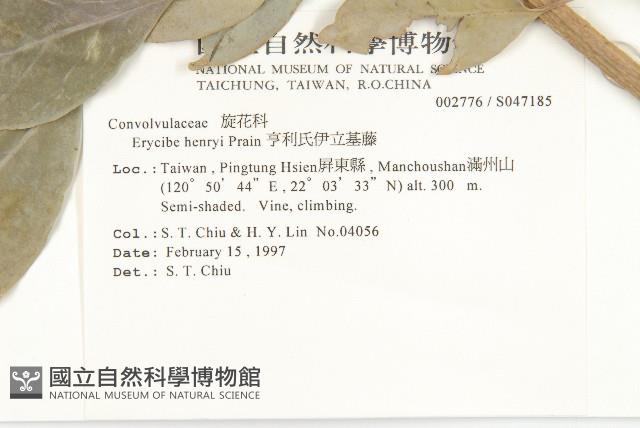 國立自然科學博物
NATIONAL MUSEUM OF NATURAL SCIENCE
TAICHUNG, TAIWAN, R.O.CHINA
002776 / S047185
Convolvulaceae 旋花科
Erycibe henryi Prain 亨利氏伊立基藤
Loc.: Taiwan , Pingtung Hsien屛東縣 , Manchoushan滿州山
(120° 50’ 44” E , 22° 03’ 33” N) alt. 300 m.
Semi-shaded. Vine, climbing.
Col.: S. T. Chiu & H. Y. Lin No.04056
Date: February 15 , 1997
Det.: S. T. Chiu
國立自然科學博物館
NATIONAL MUSEUM OF NATURAL SCIENCE